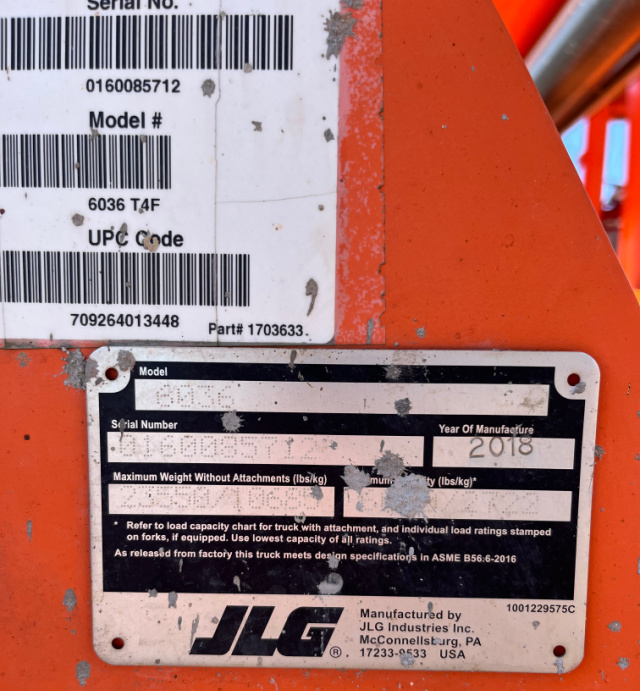 Serial No.
0160085712
Model #
6036 T4F
UPC Code
709264013448
Part# 1703633
Model
6036
Serial Number
0160085712
Year Of Manufacture
2018
Maximum Weight Without Attachments (lbs/kg)
(lbs/kg)*
* Refer to load capacity chart for truck with attachment, and individual load ratings stamped
on forks, if equipped. Use lowest capacity of all ratings.
As released from factory this truck meets design specifications in ASME B56.6-2016
1001229575C
JLG ®
Manufactured by
JLG Industries Inc.
McConnellsburg, PA
17233-9533 USA